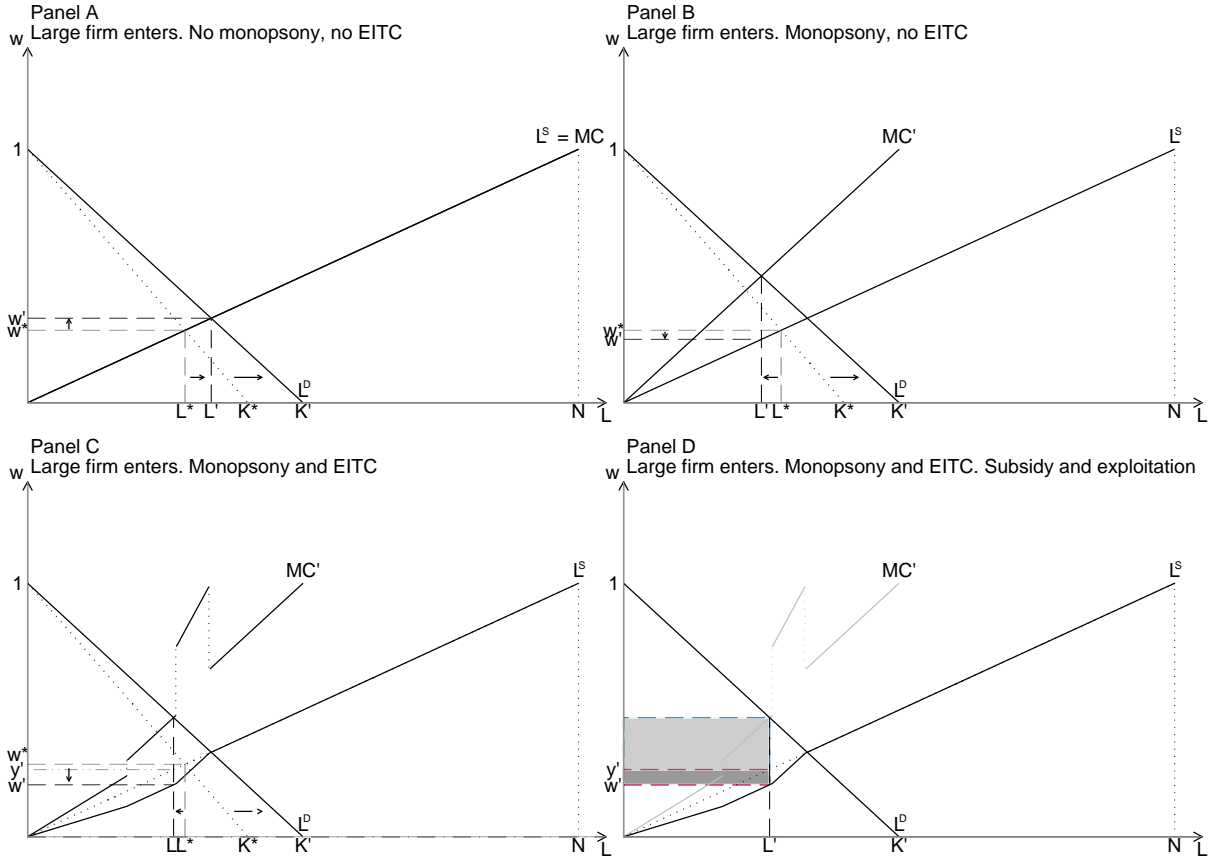 Panel A
Large firm enters. No monopsony, no EITC
w
L^S = MC
1
w'
w*
L^D
L* L' K* K' N L
Panel B
Large firm enters. Monopsony, no EITC
w
MC' L^S
1
w*
w'
L^D
L' L* K* K' N L
Panel C
Large firm enters. Monopsony and EITC
w
MC' L^S
1
w*
y'
w'
L^D
L' L* K* K' N L
Panel D
Large firm enters. Monopsony and EITC. Subsidy and exploitation
w
MC' L^S
1
y'
w'
L^D
L' K' N L